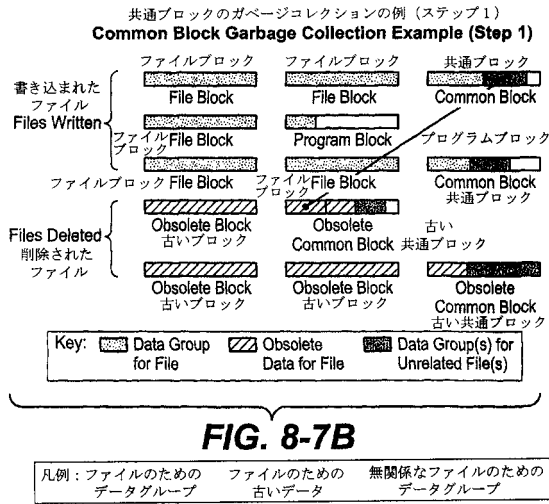 共通ブロックのガベージコレクションの例（ステップ１）
Common Block Garbage Collection Example (Step 1)
ファイルブロック
ファイルブロック
共通ブロック
書き込まれた
ファイル
Files Written
File Block
File Block
Common Block
ファイル
ブロック
File Block
Program Block
プログラムブロック
ファイルブロック
File Block
ファイル
ブロック
File Block
Common Block
共通ブロック
Files Deleted
削除された
ファイル
Obsolete Block
古いブロック
Obsolete
Common Block
古い
共通ブロック
Obsolete Block
古いブロック
Obsolete Block
古いブロック
Obsolete
Common Block
古い共通ブロック
Key:
Data Group
for File
Obsolete
Data for File
Data Group(s) for
Unrelated File(s)
FIG. 8-7B
凡例：ファイルのための
データグループ
ファイルのための
古いデータ
無関係なファイルのための
データグループ